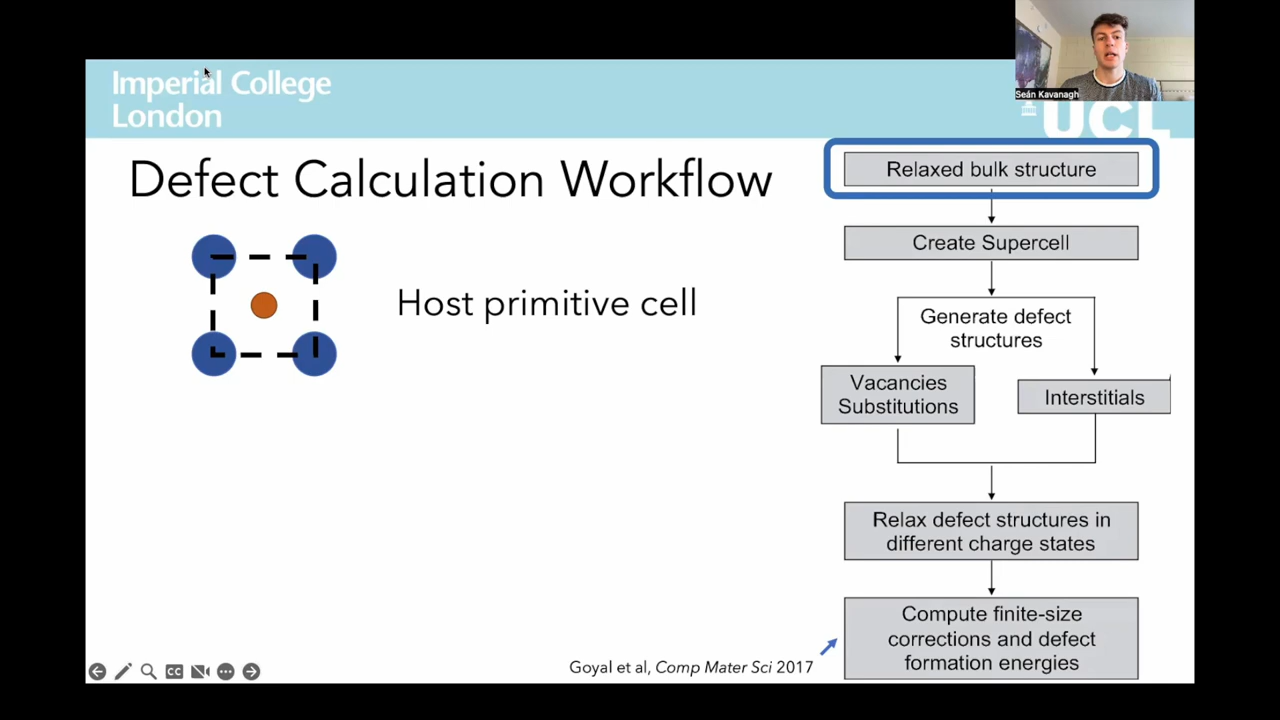 Imperial College
London
Seán Kavanagh
UCL
Defect Calculation Workflow
Host primitive cell
Relaxed bulk structure
Create Supercell
Generate defect
structures
Vacancies
Substitutions
Interstitials
Relax defect structures in
different charge states
Compute finite-size
corrections and defect
formation energies
Goyal et al, Comp Mater Sci 2017
CC